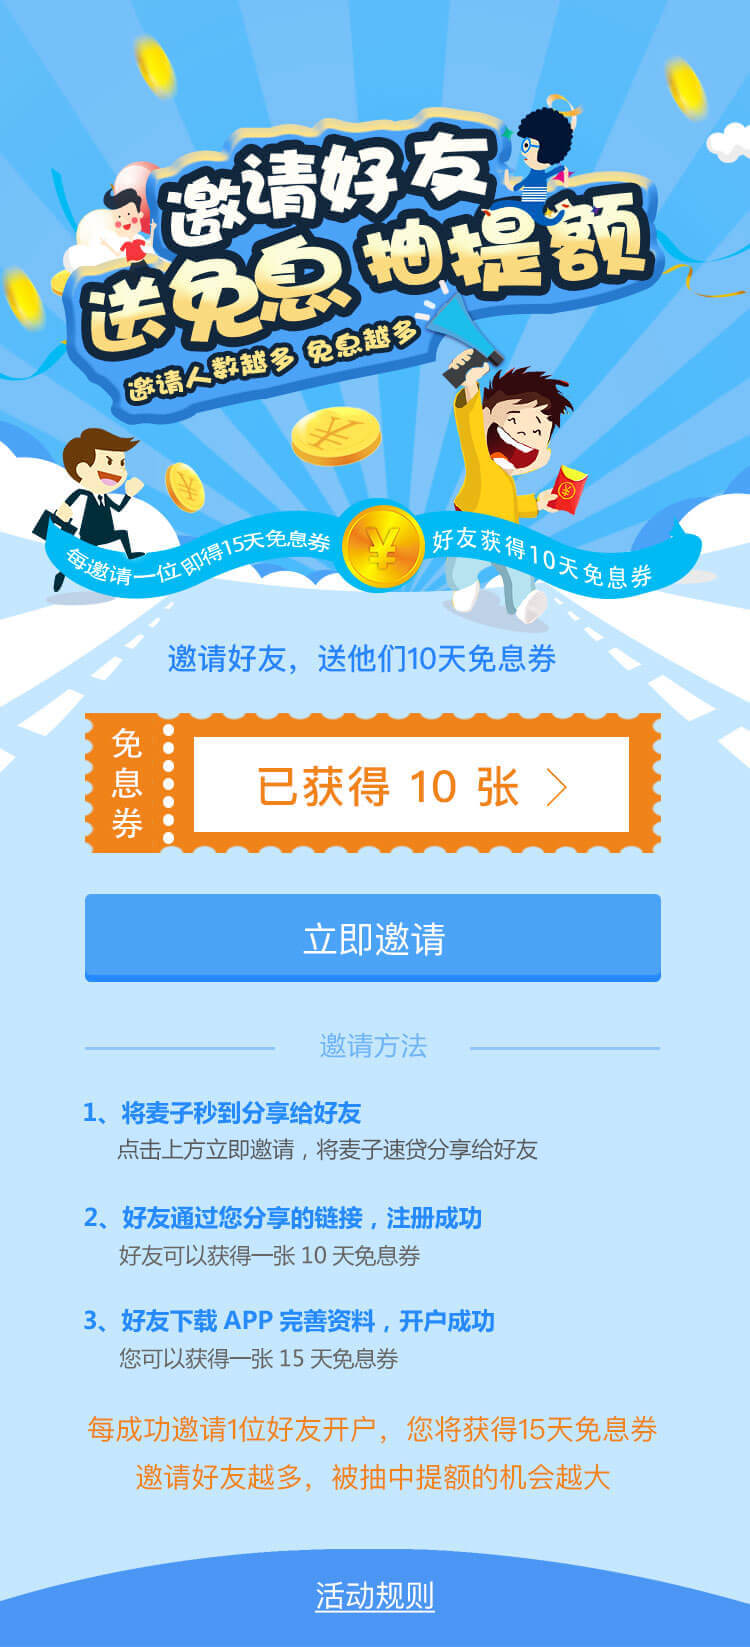 邀请好友
送免息 抽提额
邀请人数越多 免息越多
每邀请一位即得15天免息券
¥
好友获得10天免息券
邀请好友，送他们10天免息券
免息券
已获得 10 张 >
立即邀请
邀请方法
1、将麦子秒到分享给好友
点击上方立即邀请，将麦子速贷分享给好友
2、好友通过您分享的链接，注册成功
好友可以获得一张 10 天免息券
3、好友下载 APP 完善资料，开户成功
您可以获得一张 15 天免息券
每成功邀请1位好友开户，您将获得15天免息券
邀请好友越多，被抽中提额的机会越大
活动规则